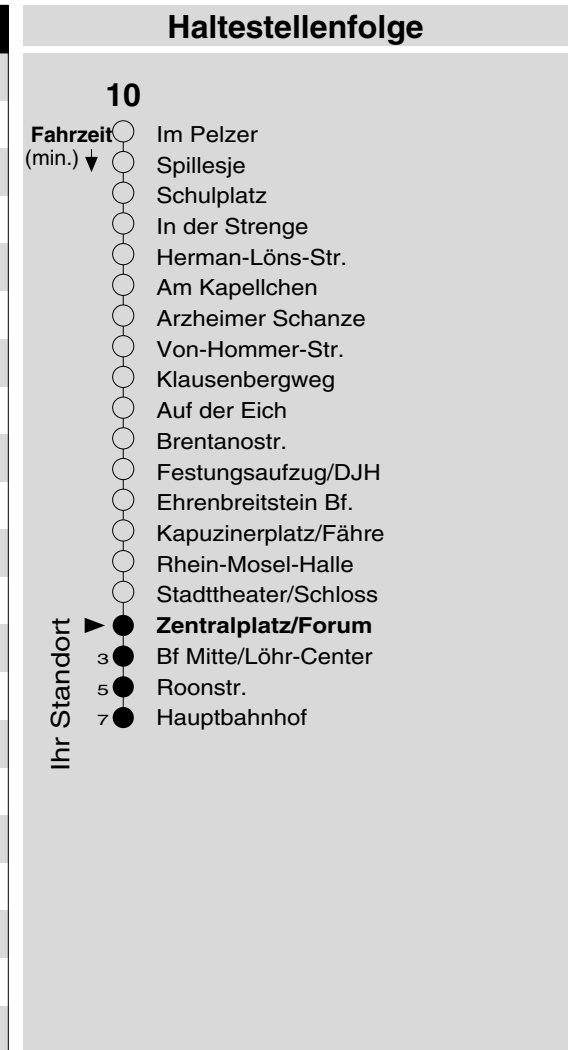 Haltestellenfolge
10
Fahrzeit
(min.)
Im Pelzer
Spillesje
Schulplatz
In der Strenge
Herman-Löns-Str.
Am Kapellchen
Arzheimer Schanze
Von-Hommer-Str.
Klausenbergweg
Auf der Eich
Brentanostr.
Festungsaufzug/DJH
Ehrenbreitstein Bf.
Kapuzinerplatz/Fähre
Rhein-Mosel-Halle
Stadttheater/Schloss
Ihr Standort
Zentralplatz/Forum
3 Bf Mitte/Löhr-Center
5 Roonstr.
7 Hauptbahnhof